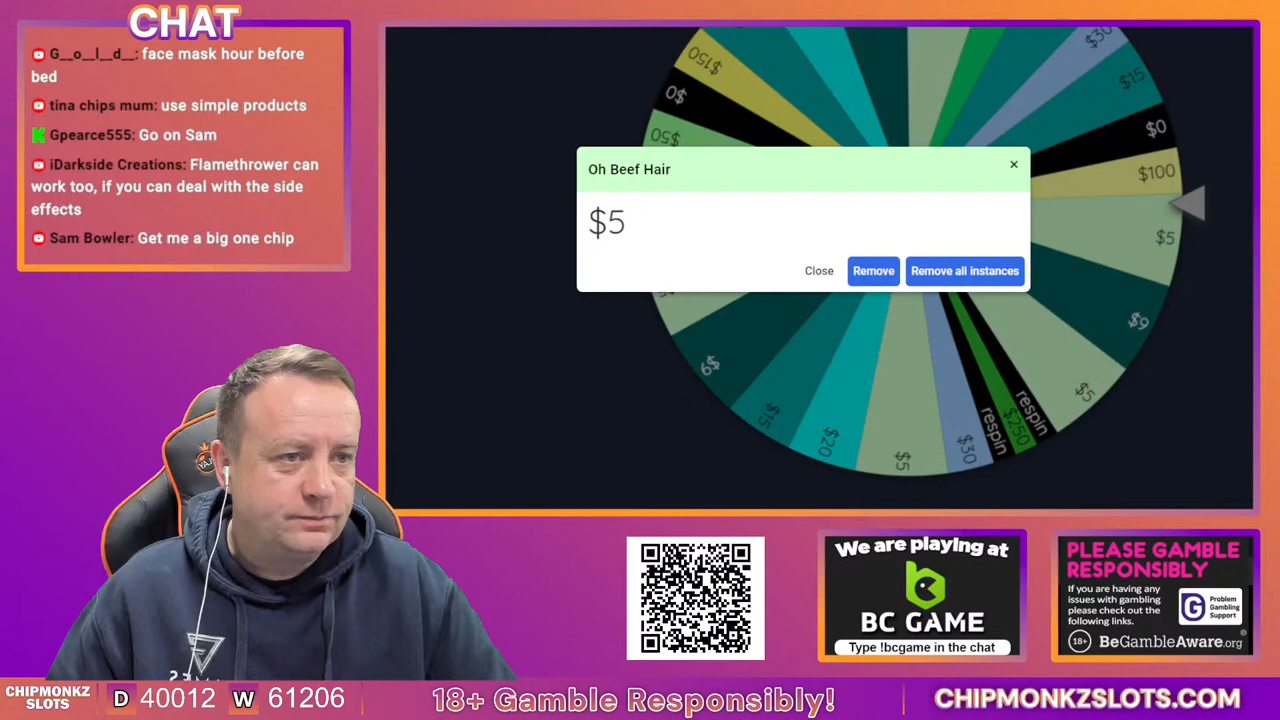 CHAT
G__o__l__d__: face mask hour before
bed
tina chips mum: use simple products
Gpearce555: Go on Sam
iDarkside Creations: Flamethrower can
work too, if you can deal with the side
effects
Sam Bowler: Get me a big one chip
$150
$0
$50
$30
$15
$0
$100
$5
$9
$5
respin
$250
respin
$30
$5
$20
$15
$9
Oh Beef Hair
×
$5
Close
Remove
Remove all instances
We are playing at
BC GAME
Type !bcgame in the chat
PLEASE GAMBLE
RESPONSIBLY
If you are having any
issues with gambling
please check out the
following links.
Problem
Gambling
Support
18+
BeGambleAware.org
CHIPMONKZ
SLOTS
D 40012 W 61206
18+ Gamble Responsibly!
CHIPMONKZSLOTS.COM